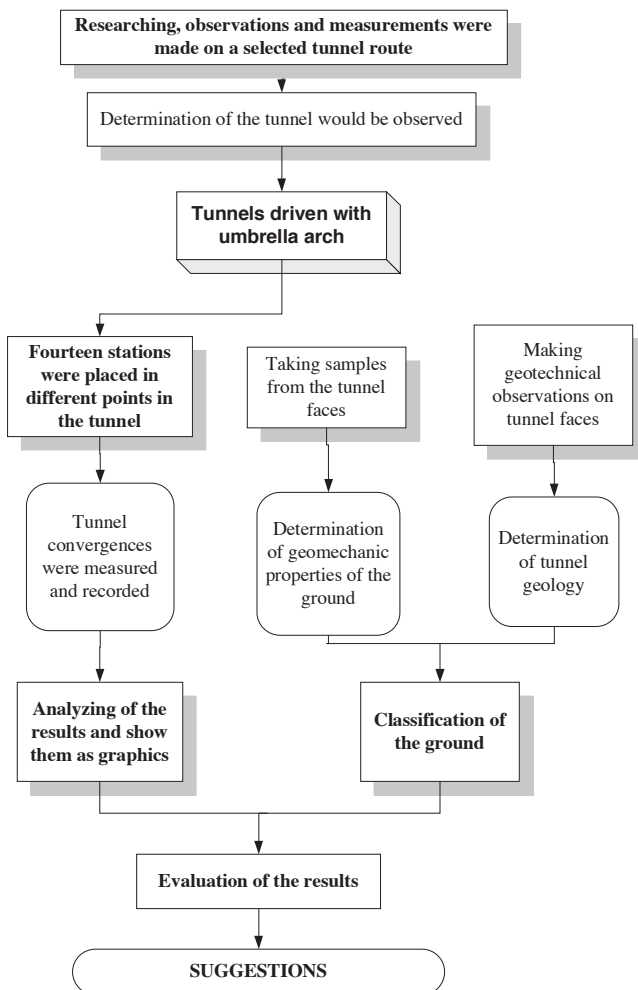 Researching, observations and measurements were
made on a selected tunnel route
Determination of the tunnel would be observed
Tunnels driven with
umbrella arch
Fourteen stations
were placed in
different points in
the tunnel
Taking samples
from the tunnel
faces
Making
geotechnical
observations on
tunnel faces
Tunnel
convergences
were measured
and recorded
Determination
of geomechanic
properties of the
ground
Determination
of tunnel
geology
Analyzing of the
results and show
them as graphics
Classification of
the ground
Evaluation of the results
SUGGESTIONS